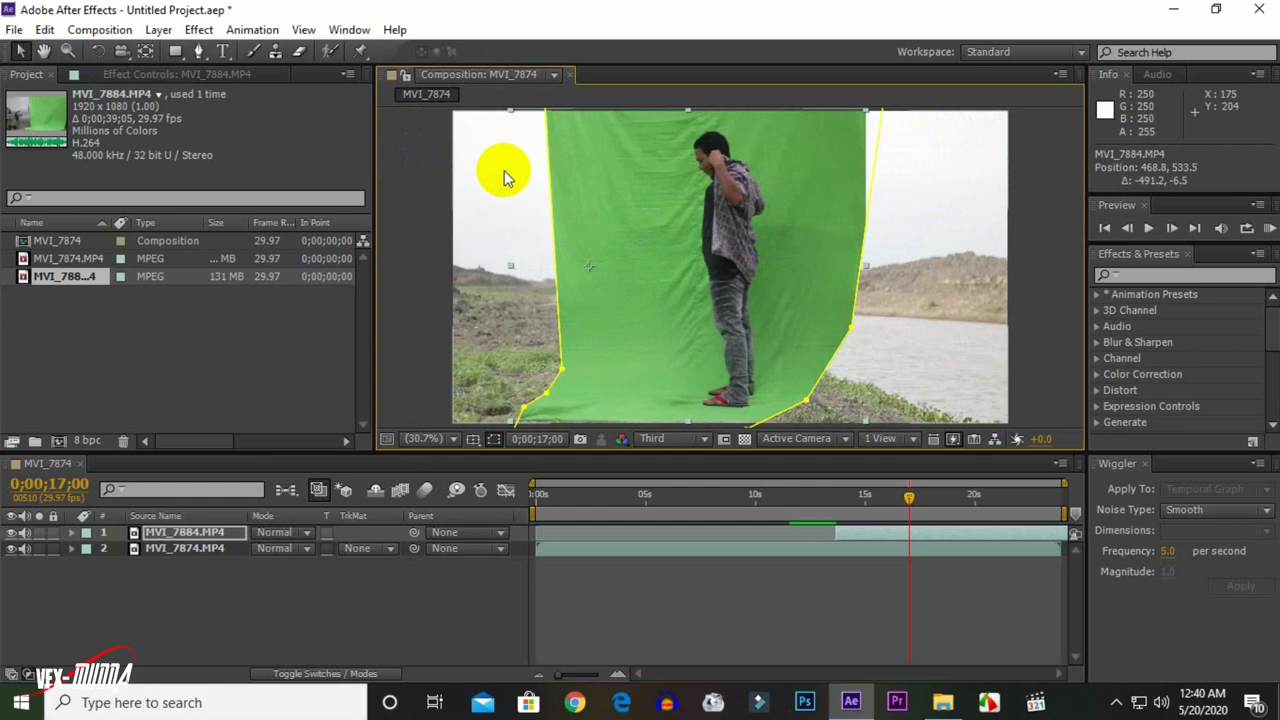 Adobe After Effects - Untitled Project.aep *
File Edit Composition Layer Effect Animation View Window Help
Workspace: Standard Search Help
Project Effect Controls: MVI_7884.MP4
MVI_7884.MP4 , used 1 time
1920 x 1080 (1.00)
Δ 0;00;39;05, 29.97 fps
Millions of Colors
H.264
48.000 kHz / 32 bit U / Stereo
Name Type Size Frame R... In Point
MVI_7874 Composition 29.97 0;00;00;00
MVI_7874.MP4 MPEG ... MB 29.97 0;00;00;00
MVI_788...4 MPEG 131 MB 29.97 0;00;00;00
8 bpc
Composition: MVI_7874
MVI_7874
(30.7%) 0;00;17;00 Third Active Camera 1 View +0.0
Info Audio
R : 250 X : 175
G : 250 Y : 204
B : 250
A : 255
MVI_7884.MP4
Position: 468.8, 533.5
Δ: -491.2, -6.5
Preview
Effects & Presets
* Animation Presets
3D Channel
Audio
Blur & Sharpen
Channel
Color Correction
Distort
Expression Controls
Generate
MVI_7874
0;00;17;00
00510 (29.97 fps)
:00s 05s 10s 15s 20s
# Source Name Mode T TrkMat Parent
1 MVI_7884.MP4 Normal None
2 MVI_7874.MP4 Normal None None
Toggle Switches / Modes
Wiggler
Apply To: Temporal Graph
Noise Type: Smooth
Dimensions:
Frequency: 5.0 per second
Magnitude: 1.0
Apply
Type here to search
Ps Ae Pr 321
12:40 AM
5/20/2020
10